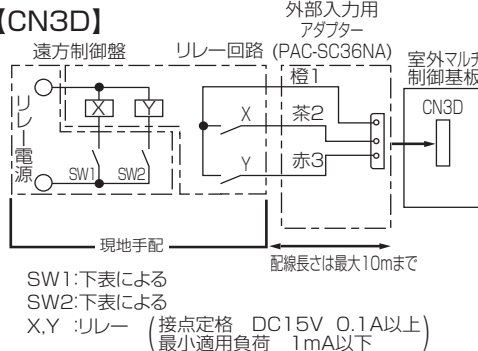 【CN3D】
外部入力用
アダプター
(PAC-SC36NA)
遠方制御盤
リレー回路
室外マルチ
制御基板
橙1
CN3D
X
Y
X
茶2
リレー電源
Y
赤3
SW1
SW2
現地手配
配線長さは最大10mまで
SW1:下表による
SW2:下表による
X,Y :リレー (接点定格 DC15V 0.1A以上
最小適用負荷 1mA以下)